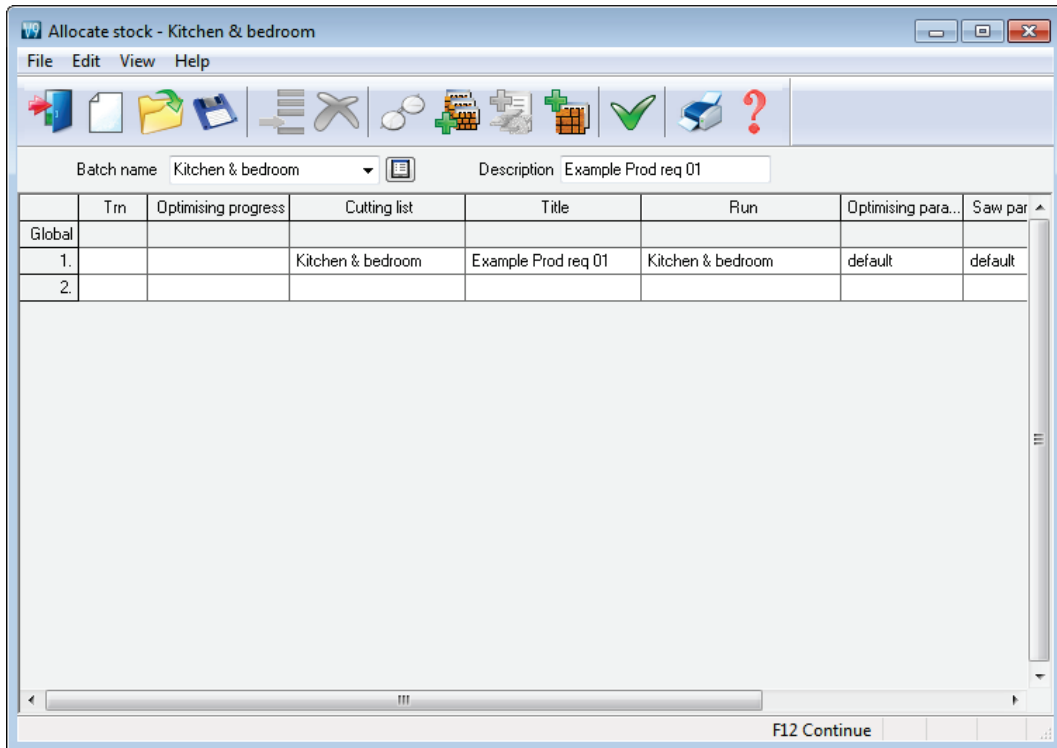 V9 Allocate stock - Kitchen & bedroom
File Edit View Help
Batch name Kitchen & bedroom Description Example Prod req 01
Trn Optimising progress Cutting list Title Run Optimising para... Saw par
Global
1. Kitchen & bedroom Example Prod req 01 Kitchen & bedroom default default
2.
F12 Continue